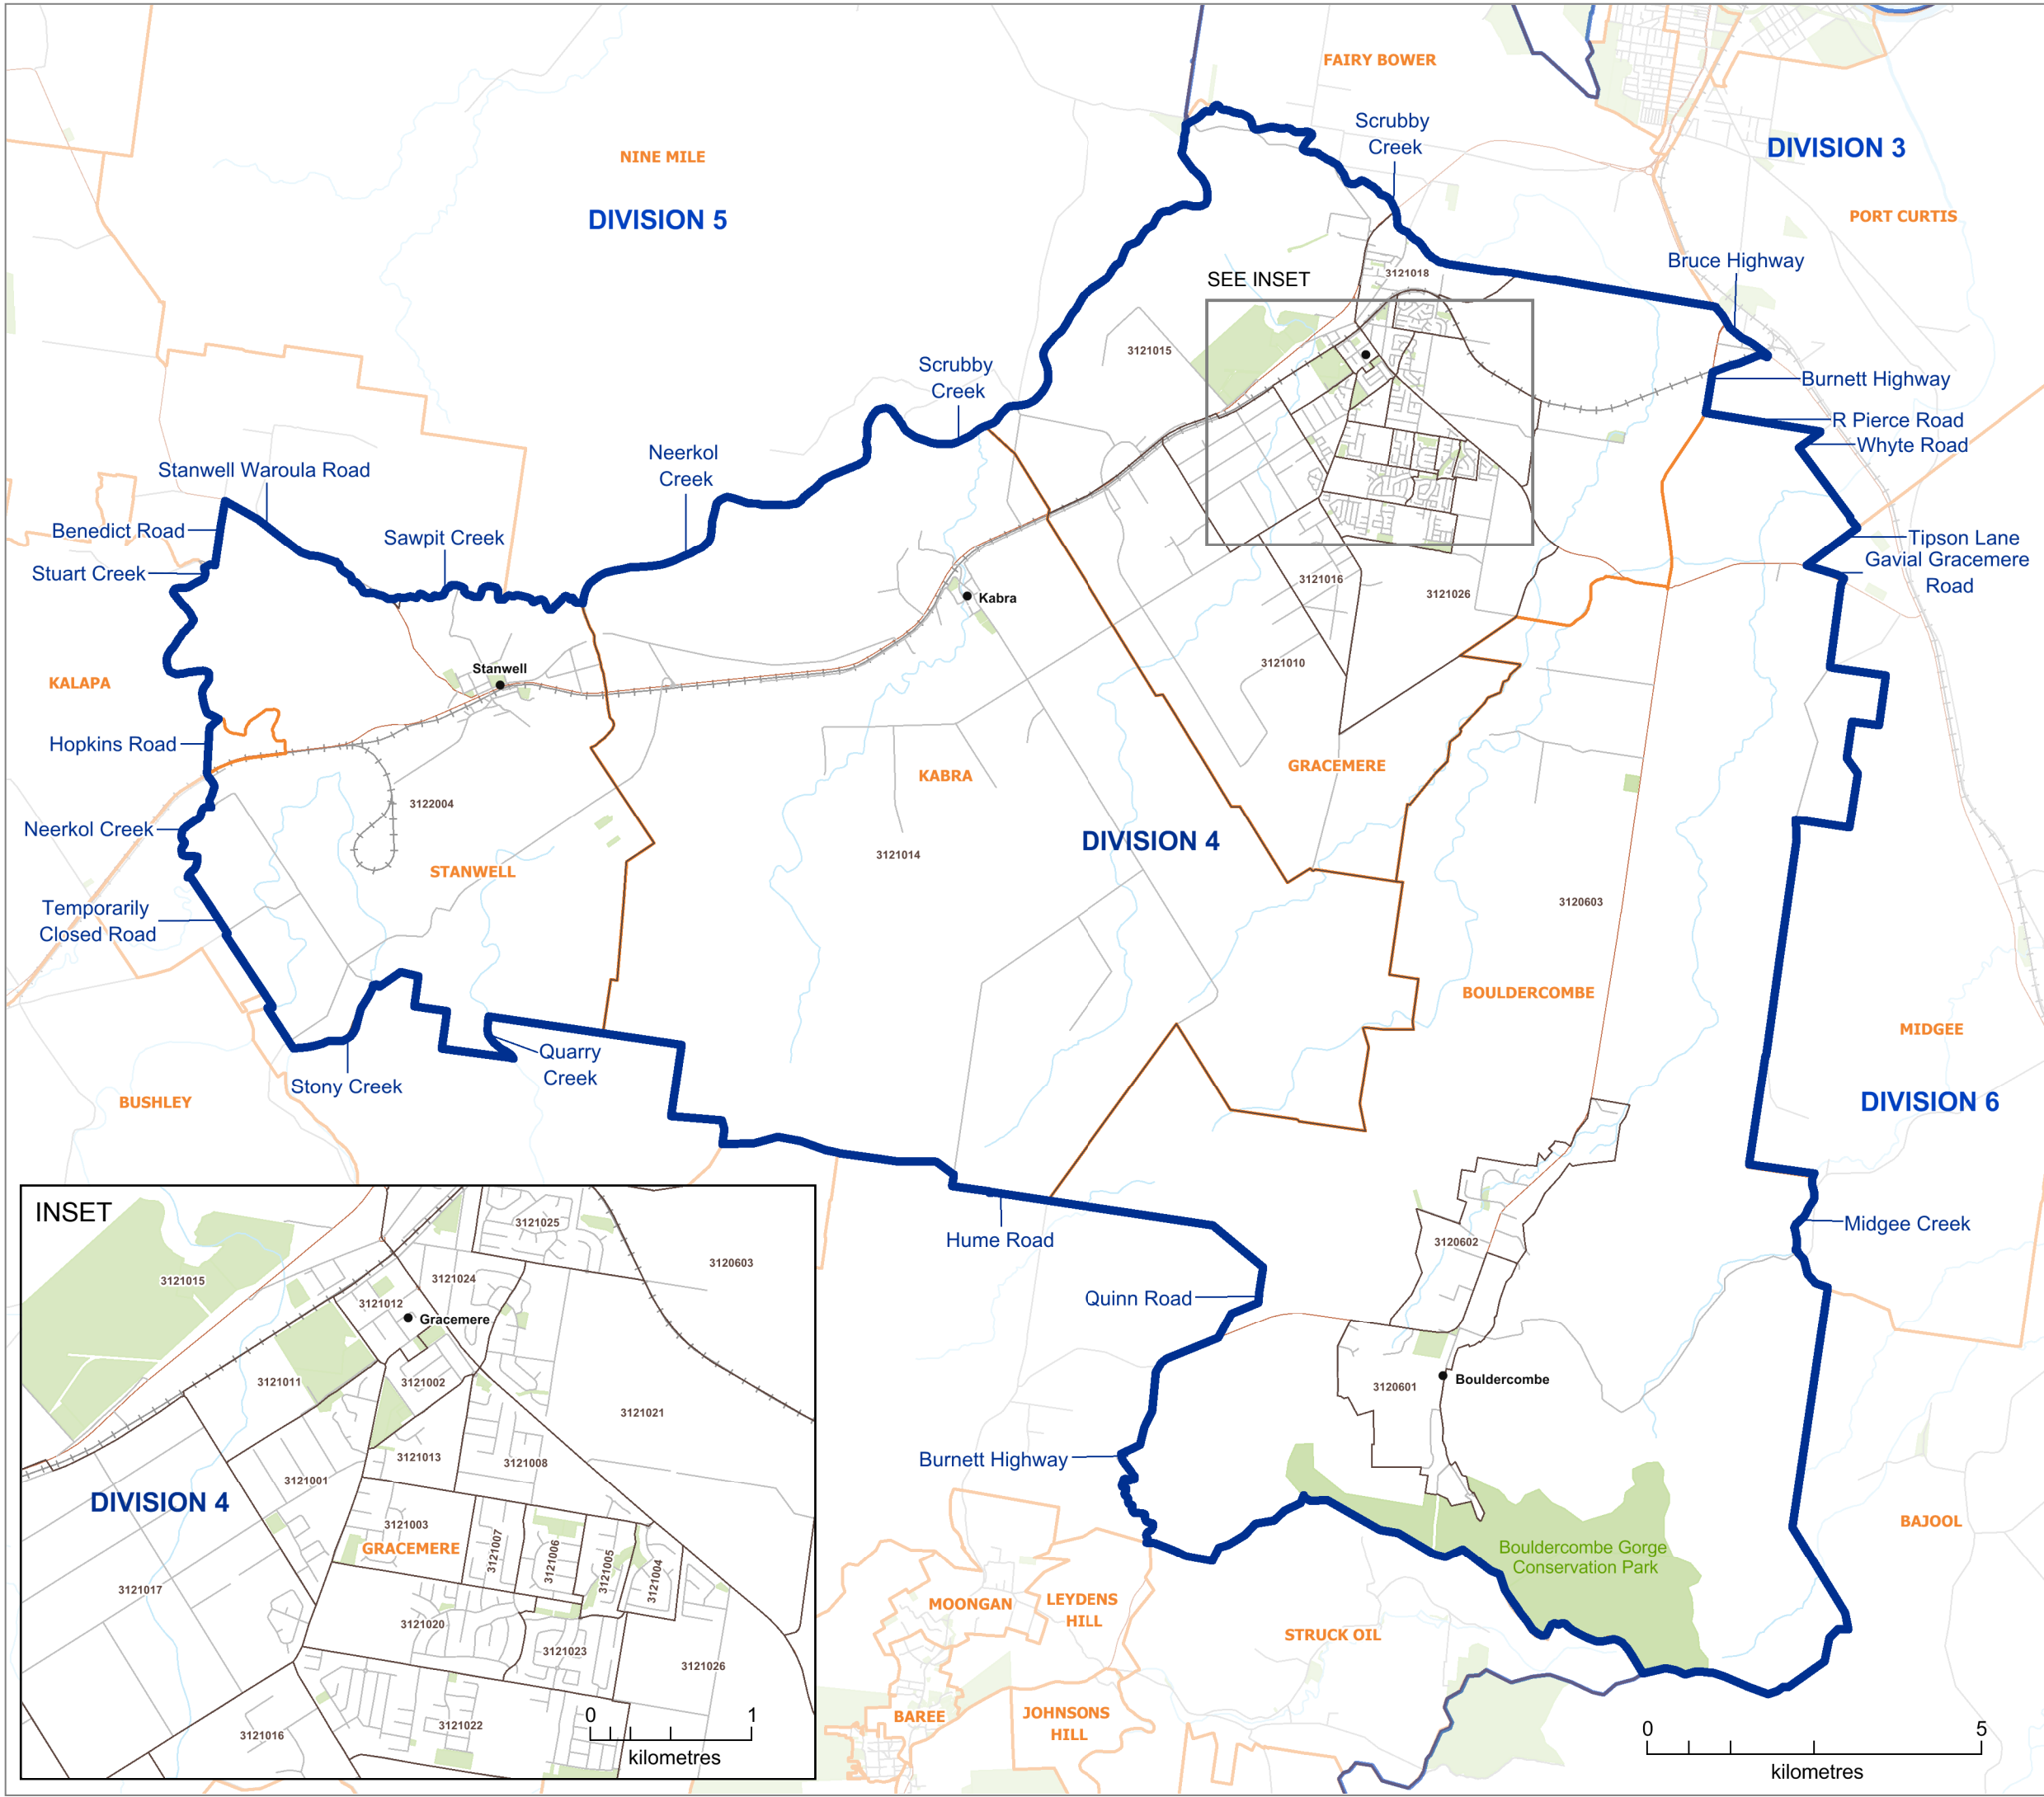 FAIRY BOWER
Scrubby
Creek
DIVISION 3
NINE MILE
DIVISION 5
PORT CURTIS
Bruce Highway
SEE INSET
3121018
3121015
Scrubby
Creek
Burnett Highway
R Pierce Road
Whyte Road
Neerkol
Creek
Stanwell Waroula Road
Benedict Road
Sawpit Creek
Stuart Creek
Tipson Lane
Gavial Gracemere
Road
Kabra
3121016
3121026
Stanwell
3121010
KALAPA
Hopkins Road
KABRA
GRACEMERE
3122004
Neerkol Creek
DIVISION 4
3121014
STANWELL
3120603
Temporarily
Closed Road
BOULDERCOMBE
MIDGEE
Quarry
Creek
Stony Creek
BUSHLEY
DIVISION 6
INSET
3121025
3120603
3121015
3121024
3121012
Gracemere
3121011
3121002
3121021
3121013
3121008
3121001
DIVISION 4
3121003
GRACEMERE
3121007
3121006
3121005
3121004
3121017
3121020
3121023
3121026
3121022
3121016
0 1
kilometres
Hume Road
3120602
Midgee Creek
Quinn Road
Bouldercombe
3120601
Burnett Highway
BAJOOL
Bouldercombe Gorge
Conservation Park
MOONGAN
LEYDENS
HILL
STRUCK OIL
BAREE
JOHNSONS
HILL
0 5
kilometres